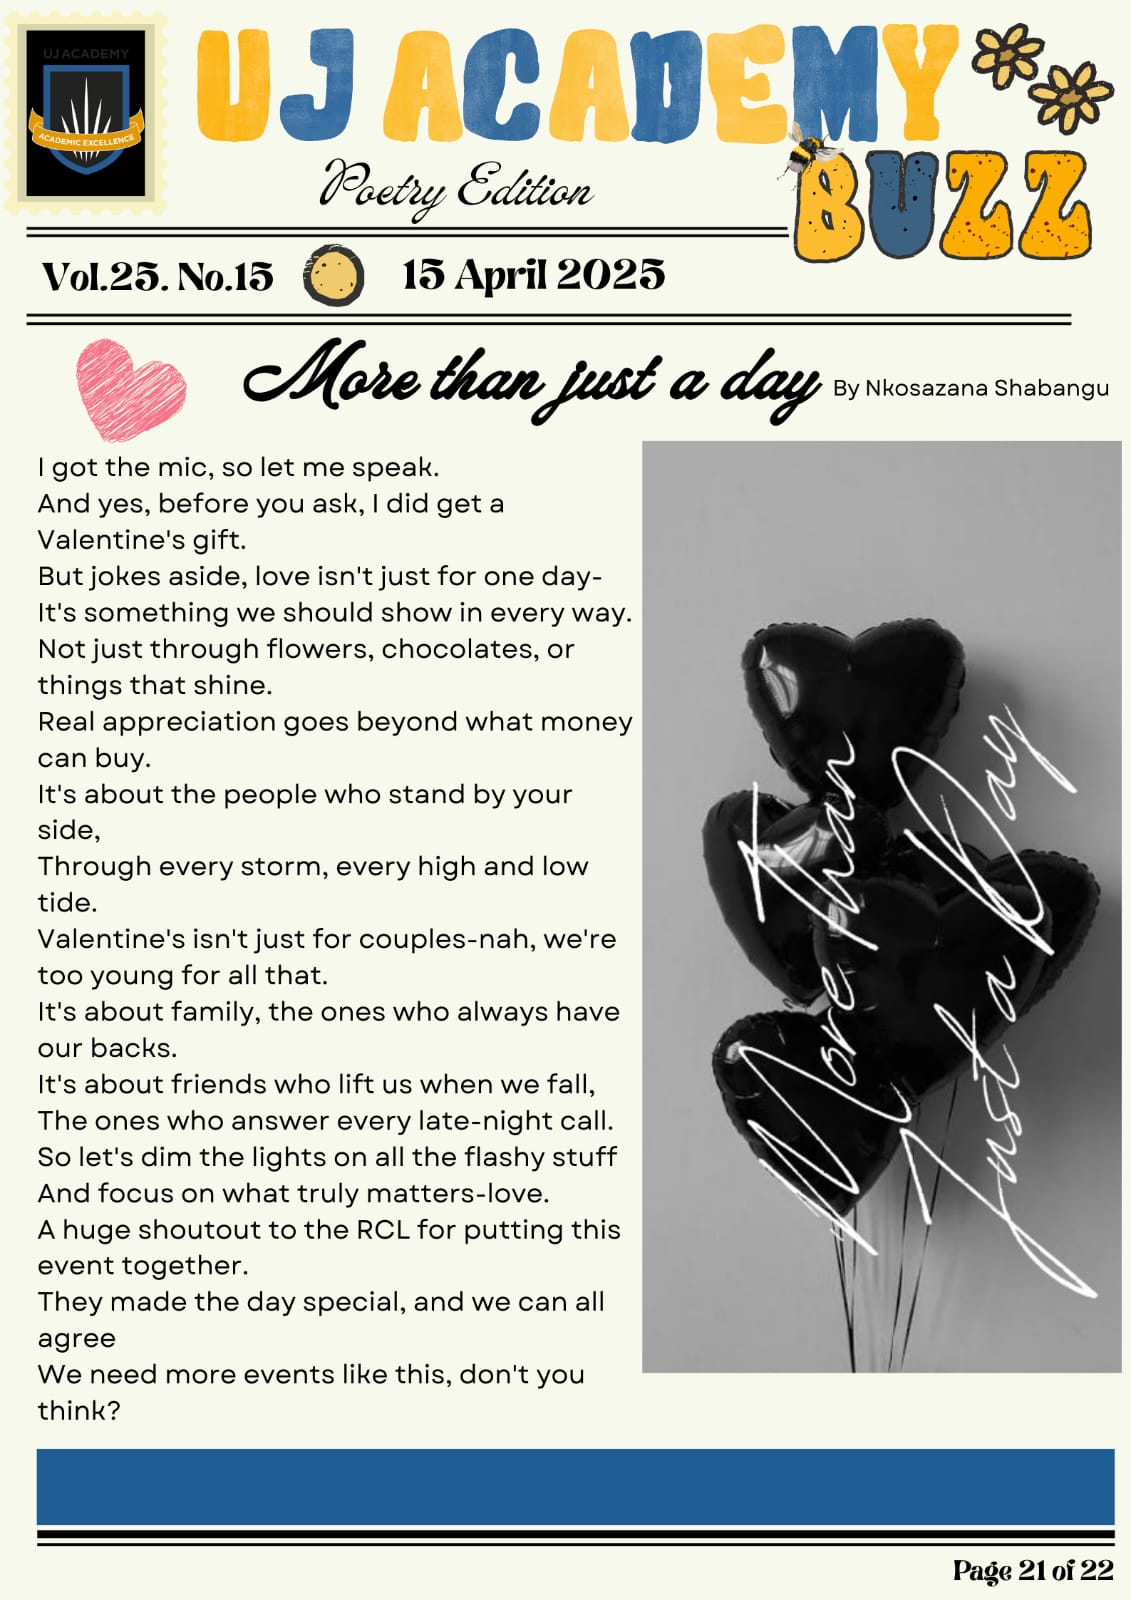 UJ ACADEMY
ACADEMIC EXCELLENCE
UJ ACADEMY
BUZZ
Poetry Edition
Vol.25. No.15
15 April 2025
More than just a day
By Nkosazana Shabangu
I got the mic, so let me speak.
And yes, before you ask, I did get a
Valentine's gift.
But jokes aside, love isn't just for one day-
It's something we should show in every way.
Not just through flowers, chocolates, or
things that shine.
Real appreciation goes beyond what money
can buy.
It's about the people who stand by your
side,
Through every storm, every high and low
tide.
Valentine's isn't just for couples-nah, we're
too young for all that.
It's about family, the ones who always have
our backs.
It's about friends who lift us when we fall,
The ones who answer every late-night call.
So let's dim the lights on all the flashy stuff
And focus on what truly matters-love.
A huge shoutout to the RCL for putting this
event together.
They made the day special, and we can all
agree
We need more events like this, don't you
think?
More Than
Just a Day
Page 21 of 22